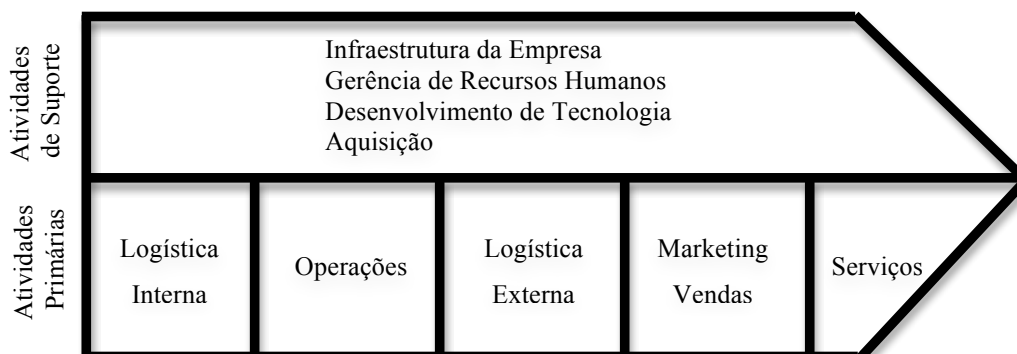 Atividades
de Suporte
Infraestrutura da Empresa
Gerência de Recursos Humanos
Desenvolvimento de Tecnologia
Aquisição
Atividades
Primárias
Logística
Interna
Operações
Logística
Externa
Marketing
Vendas
Serviços